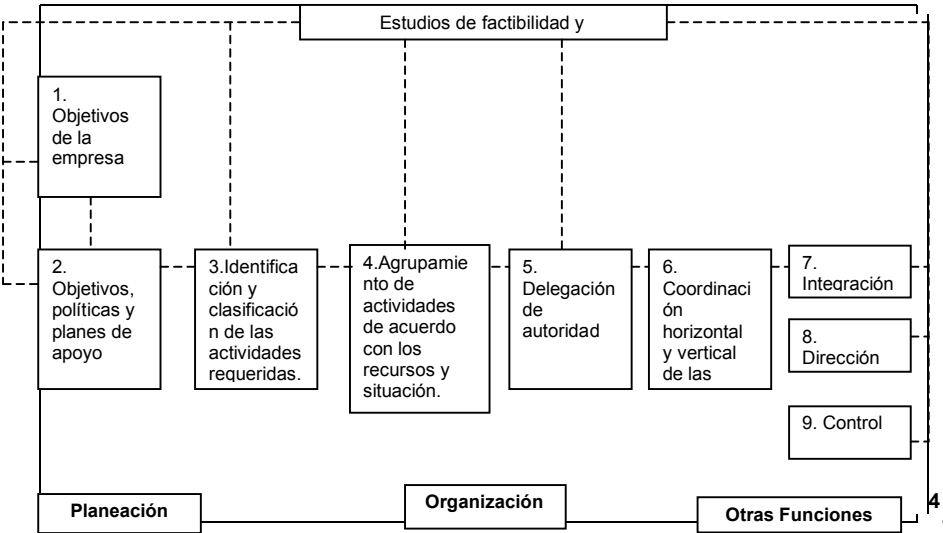 Estudios de factibilidad y
1.
Objetivos
de la
empresa
2.
Objetivos,
políticas y
planes de
apoyo
3.Identifica
ción y
clasificació
n de las
actividades
requeridas.
4.Agrupamie
nto de
actividades
de acuerdo
con los
recursos y
situación.
5.
Delegación
de
autoridad
6.
Coordinaci
ón
horizontal
y vertical
de las
7.
Integración
8.
Dirección
9. Control
Planeación
Organización
Otras Funciones
4